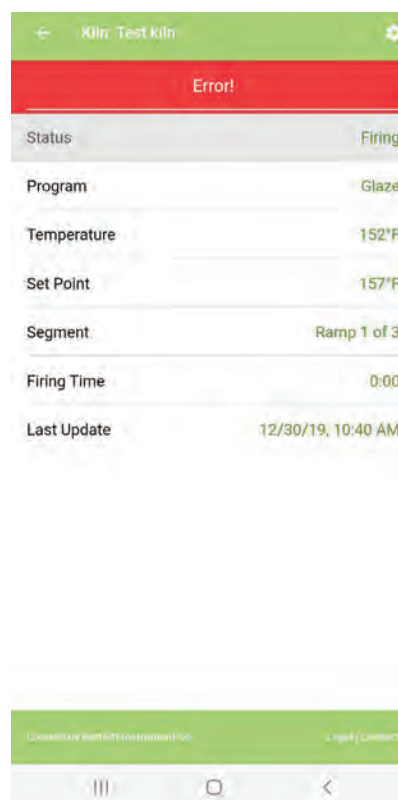 Kiln: Test kiln
Error!
Status Firing
Program Glaze
Temperature 152°F
Set Point 157°F
Segment Ramp 1 of 3
Firing Time 0:00
Last Update 12/30/19, 10:40 AM